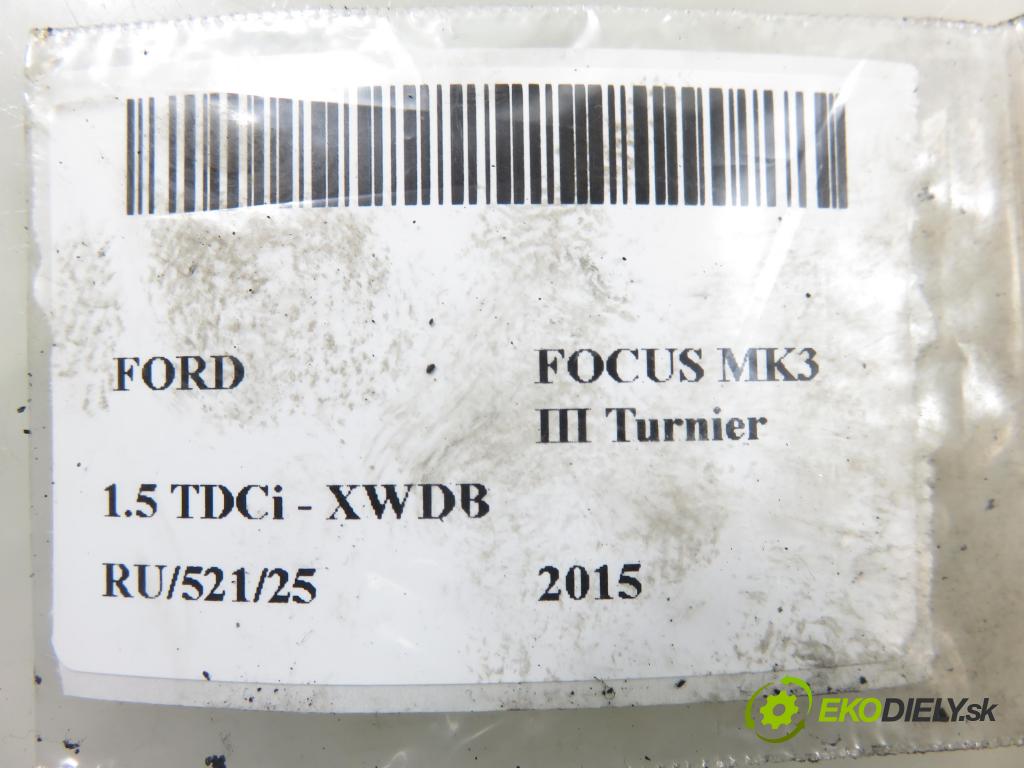 FORD
FOCUS MK3
III Turnier
1.5 TDCi - XWDB
RU/521/25
2015
EKODIELY.sk